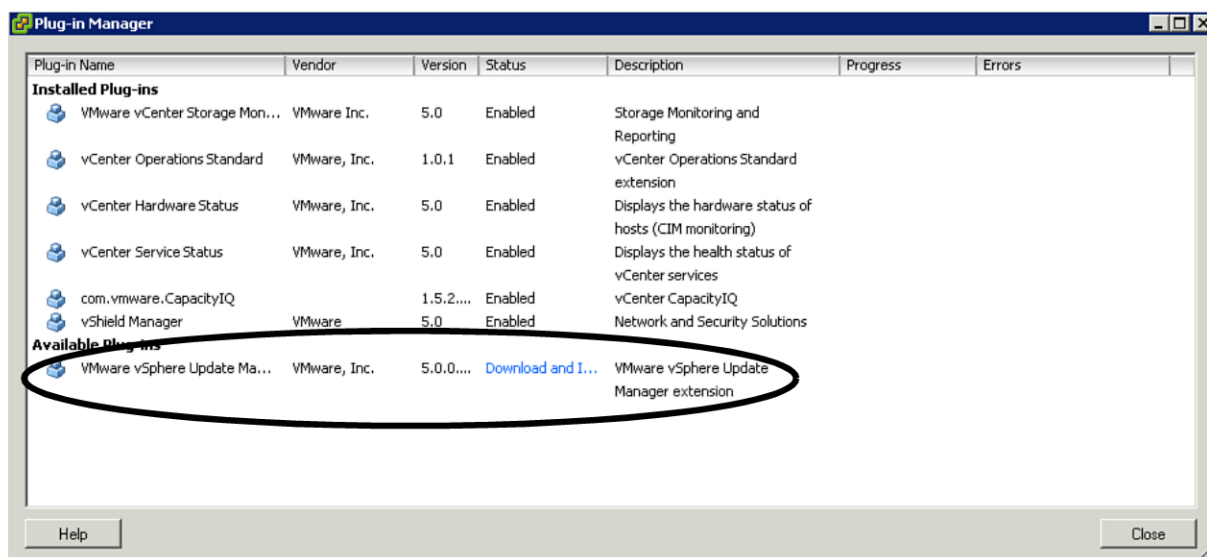 Plug-in Manager
Plug-in Name Vendor Version Status Description Progress Errors
Installed Plug-ins
VMware vCenter Storage Mon... VMware Inc. 5.0 Enabled Storage Monitoring and
Reporting
vCenter Operations Standard VMware, Inc. 1.0.1 Enabled vCenter Operations Standard
extension
vCenter Hardware Status VMware, Inc. 5.0 Enabled Displays the hardware status of
hosts (CIM monitoring)
vCenter Service Status VMware, Inc. 5.0 Enabled Displays the health status of
vCenter services
com.vmware.CapacityIQ 1.5.2.... Enabled vCenter CapacityIQ
vShield Manager VMware 5.0 Enabled Network and Security Solutions
Available Plug-ins
VMware vSphere Update Ma... VMware, Inc. 5.0.0.... Download and I... VMware vSphere Update
Manager extension
Help Close